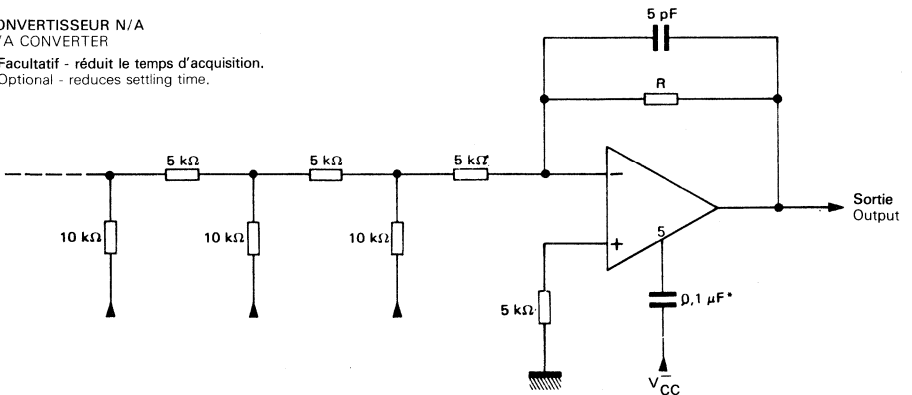 ONVERTISSEUR N/A
/A CONVERTER
Facultatif - réduit le temps d'acquisition.
Optional - reduces settling time.
5 pF
R
5 kΩ
5 kΩ
5 kΩ
10 kΩ
10 kΩ
10 kΩ
5
Sortie
Output
5 kΩ
0,1 µF*
V-CC